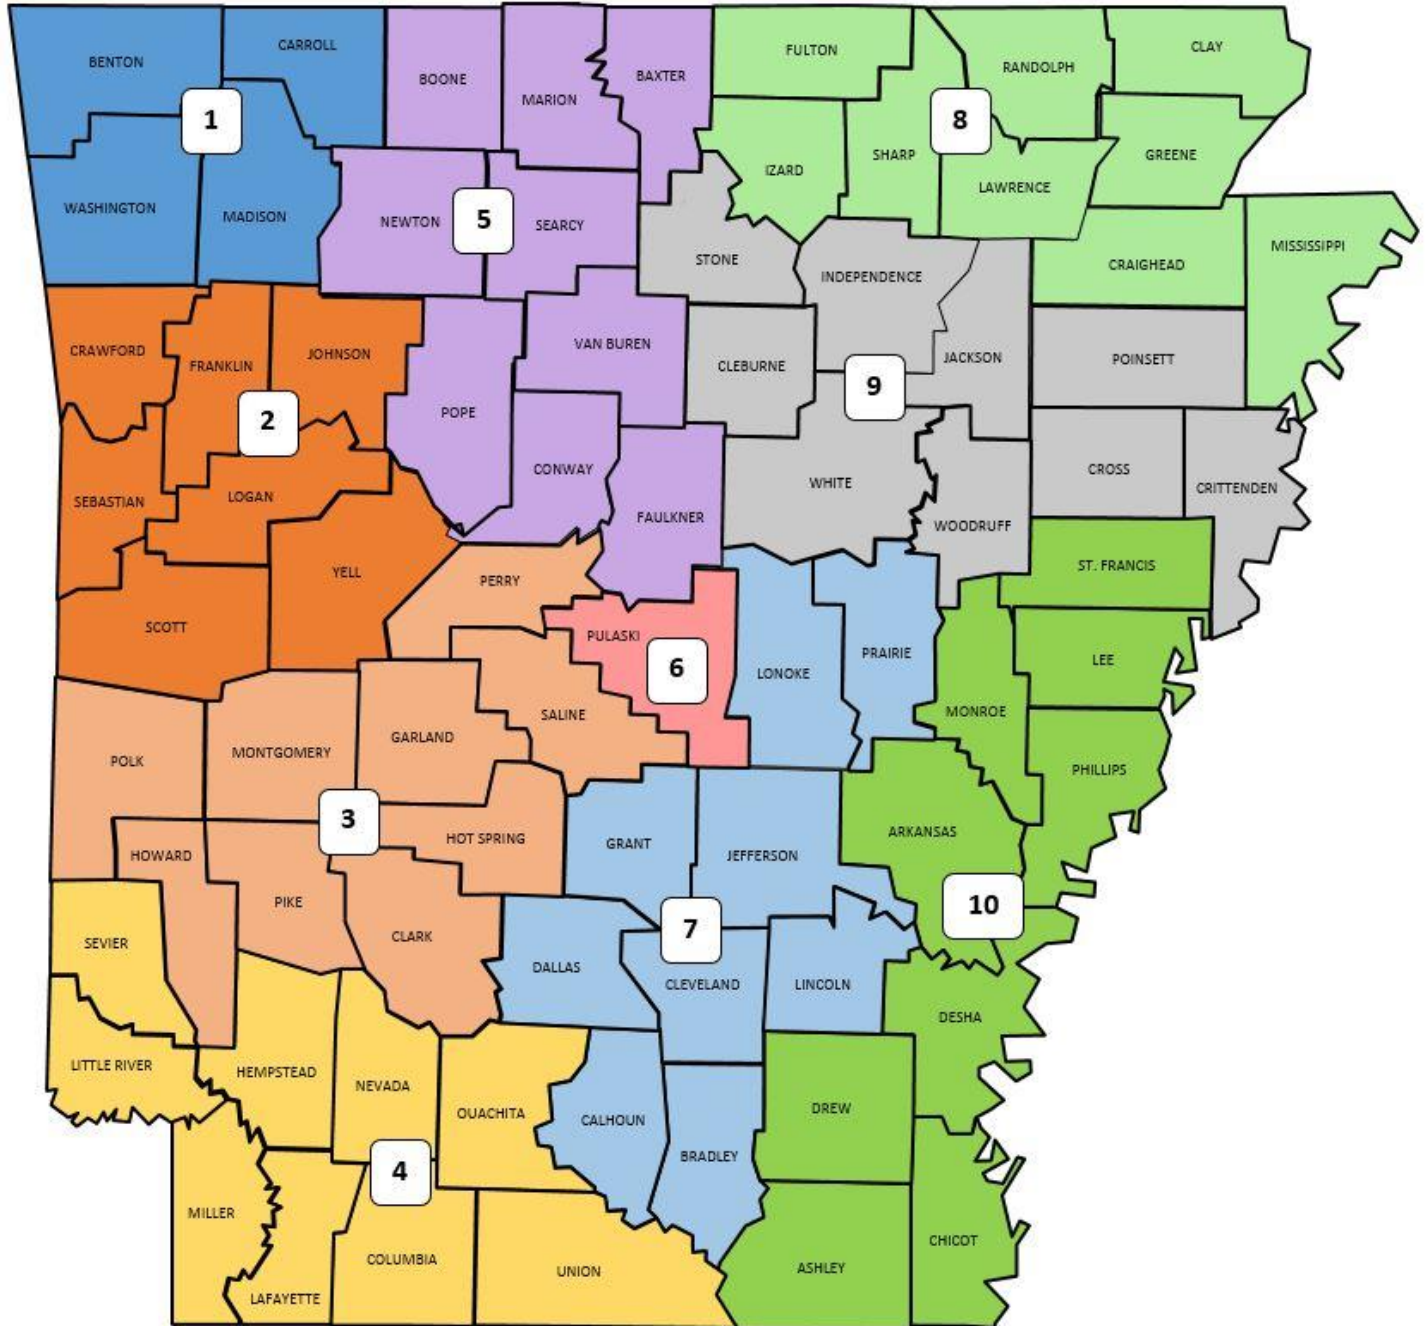 BENTON
CARROLL
BOONE
MARION
BAXTER
FULTON
RANDOLPH
CLAY
1
8
WASHINGTON
MADISON
NEWTON
5
SEARCY
IZARD
SHARP
LAWRENCE
GREENE
STONE
INDEPENDENCE
CRAIGHEAD
MISSISSIPPI
CRAWFORD
FRANKLIN
JOHNSON
POPE
VAN BUREN
CLEBURNE
9
JACKSON
POINSETT
2
SEBASTIAN
LOGAN
CONWAY
FAULKNER
WHITE
WOODRUFF
CROSS
CRITTENDEN
SCOTT
YELL
PERRY
PULASKI
6
LONOKE
PRAIRIE
ST. FRANCIS
LEE
MONROE
POLK
MONTGOMERY
GARLAND
SALINE
PHILLIPS
3
HOWARD
HOT SPRING
GRANT
JEFFERSON
ARKANSAS
10
PIKE
CLARK
7
SEVIER
DALLAS
CLEVELAND
LINCOLN
DESHA
LITTLE RIVER
HEMPSTEAD
NEVADA
OUACHITA
CALHOUN
BRADLEY
DREW
4
MILLER
LAFAYETTE
COLUMBIA
UNION
ASHLEY
CHICOT